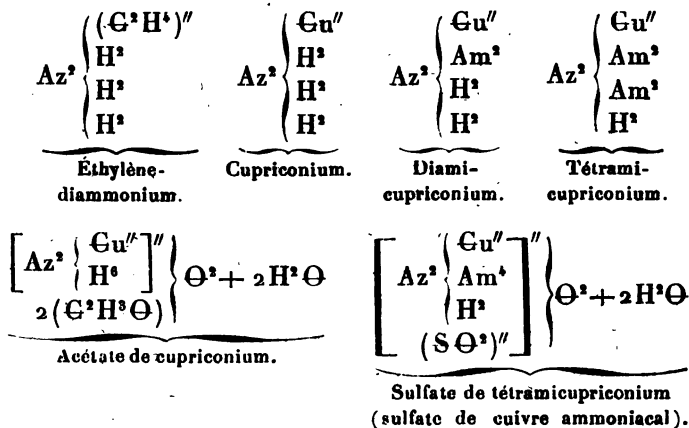 (C²H⁴)″ Cu″ Cu″ Cu″
H² H² Am² Am²
Az² { Az² { Az² { Az² {
H² H² H² Am²
H² H² H² H²
Éthylène- Cupriconium. Diami- Tétrami-
diammonium. cupriconium. cupriconium.
Cu″ ″ Cu″ ″
[Az² { ] } O² + 2H²O [Az² { Am⁴ ] } O² + 2H²O
H⁶ H²
2(C²H³O) (SO²)″
Acétate de cupriconium.
Sulfate de tétramicupriconium
(sulfate de cuivre ammoniacal).